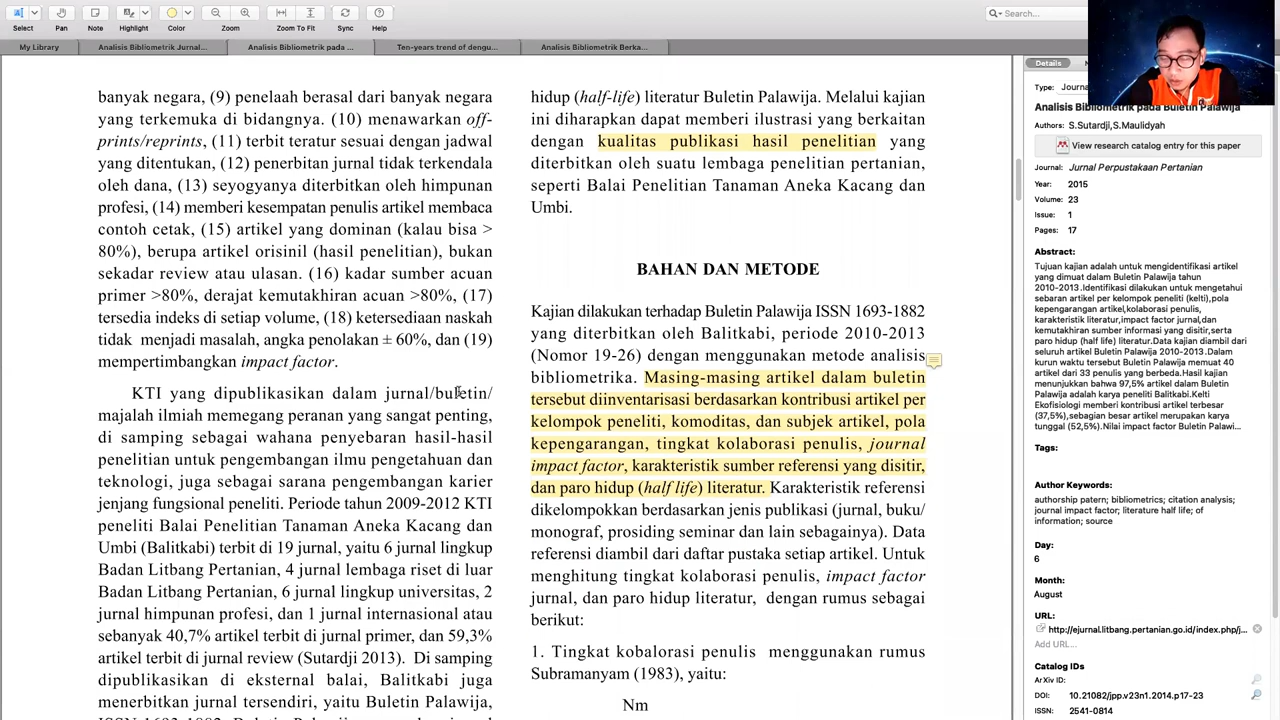 Select
Pan
Note
Highlight
Color
Zoom
Zoom To Fit
Sync
Help
Search...
My Library
Analisis Bibliometrik Jurnal...
Analisis Bibliometrik pada ...
Ten-years trend of dengu...
Analisis Bibliometrik Berka...
banyak negara, (9) penelaah berasal dari banyak negara
yang terkemuka di bidangnya. (10) menawarkan off-
prints/reprints, (11) terbit teratur sesuai dengan jadwal
yang ditentukan, (12) penerbitan jurnal tidak terkendala
oleh dana, (13) seyogyanya diterbitkan oleh himpunan
profesi, (14) memberi kesempatan penulis artikel membaca
contoh cetak, (15) artikel yang dominan (kalau bisa >
80%), berupa artikel orisinil (hasil penelitian), bukan
sekadar review atau ulasan. (16) kadar sumber acuan
primer >80%, derajat kemutakhiran acuan >80%, (17)
tersedia indeks di setiap volume, (18) ketersedian naskah
tidak menjadi masalah, angka penolakan ± 60%, dan (19)
mempertimbangkan impact factor.
KTI yang dipublikasikan dalam jurnal/buletin/
majalah ilmiah memegang peranan yang sangat penting,
di samping sebagai wahana penyebaran hasil-hasil
penelitian untuk pengembangan ilmu pengetahuan dan
teknologi, juga sebagai sarana pengembangan karier
jenjang fungsional peneliti. Periode tahun 2009-2012 KTI
peneliti Balai Penelitian Tanaman Aneka Kacang dan
Umbi (Balitkabi) terbit di 19 jurnal, yaitu 6 jurnal lingkup
Badan Litbang Pertanian, 4 jurnal lembaga riset di luar
Badan Litbang Pertanian, 6 jurnal lingkup universitas, 2
jurnal himpunan profesi, dan 1 jurnal internasional atau
sebanyak 40,7% artikel terbit di jurnal primer, dan 59,3%
artikel terbit di jurnal review (Sutardji 2013). Di samping
dipublikasikan di eksternal balai, Balitkabi juga
menerbitkan jurnal tersendiri, yaitu Buletin Palawija,
hidup (half-life) literatur Buletin Palawija. Melalui kajian
ini diharapkan dapat memberi ilustrasi yang berkaitan
dengan kualitas publikasi hasil penelitian yang
diterbitkan oleh suatu lembaga penelitian pertanian,
seperti Balai Penelitian Tanaman Aneka Kacang dan
Umbi.
BAHAN DAN METODE
Kajian dilakukan terhadap Buletin Palawija ISSN 1693-1882
yang diterbitkan oleh Balitkabi, periode 2010-2013
(Nomor 19-26) dengan menggunakan metode analisis
bibliometrika. Masing-masing artikel dalam buletin
tersebut diinventarisasi berdasarkan kontribusi artikel per
kelompok peneliti, komoditas, dan subjek artikel, pola
kepengarangan, tingkat kolaborasi penulis, journal
impact factor, karakteristik sumber referensi yang disitir,
dan paro hidup (half life) literatur. Karakteristik referensi
dikelompokkan berdasarkan jenis publikasi (jurnal, buku/
monograf, prosiding seminar dan lain sebagainya). Data
referensi diambil dari daftar pustaka setiap artikel. Untuk
menghitung tingkat kolaborasi penulis, impact factor
jurnal, dan paro hidup literatur, dengan rumus sebagai
berikut:
1. Tingkat kobalorasi penulis menggunakan rumus
Subramanyam (1983), yaitu:
Nm
Details
Type: Journa
Analisis Bibliometrik pada Buletin Palawija
Authors: S.Sutardji,S.Maulidyah
View research catalog entry for this paper
Journal: Jurnal Perpustakaan Pertanian
Year: 2015
Volume: 23
Issue: 1
Pages: 17
Abstract:
Tujuan kajian adalah untuk mengidentifikasi artikel
yang dimuat dalam Buletin Palawija tahun
2010-2013.Identifikasi dilakukan untuk mengetahui
sebaran artikel per kelompok peneliti (kelti),pola
kepengarangan artikel,kolaborasi penulis,
karakteristik literatur,impact factor jurnal,dan
kemutakhiran sumber informasi yang disitir,serta
paro hidup (half life) literatur.Data kajian diambil dari
seluruh artikel Buletin Palawija 2010-2013.Dalam
kurun waktu tersebut Buletin Palawija memuat 40
artikel dari 33 penulis yang berbeda.Hasil kajian
menunjukkan bahwa 97,5% artikel dalam Buletin
Palawija adalah karya peneliti Balitkabi.Kelti
Ekofisiologi memberi kontribusi artikel terbesar
(37,5%),sebagian besar artikel merupakan karya
tunggal (52,5%).Nilai impact factor Buletin Palawi...
Tags:
Author Keywords:
authorship patern; bibliometrics; citation analysis;
journal impact factor; literature half life; of
information; source
Day:
6
Month:
August
URL:
http://ejurnal.litbang.pertanian.go.id/index.php/j...
Add URL...
Catalog IDs
ArXiv ID:
DOI: 10.21082/jpp.v23n1.2014.p17-23
ISSN: 2541-0814